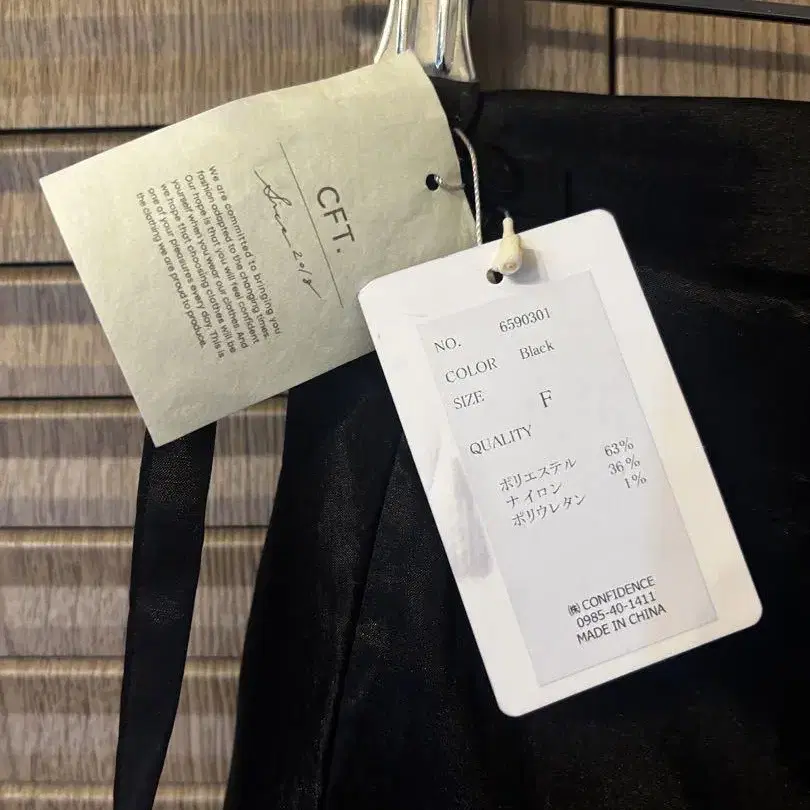 CFT.
Since 2018
We are committed to bringing you
fashion adapted to the changing times.
Our hope is that you will feel confident
yourself when you wear our clothes. And
we hope that choosing clothes will be
one of your pleasures every day. This is
the clothing we are proud to produce.
NO. 6590301
COLOR Black
SIZE F
QUALITY
ポリエステル 63%
ナイロン 36%
ポリウレタン 1%
㈱ CONFIDENCE
0985-40-1411
MADE IN CHINA